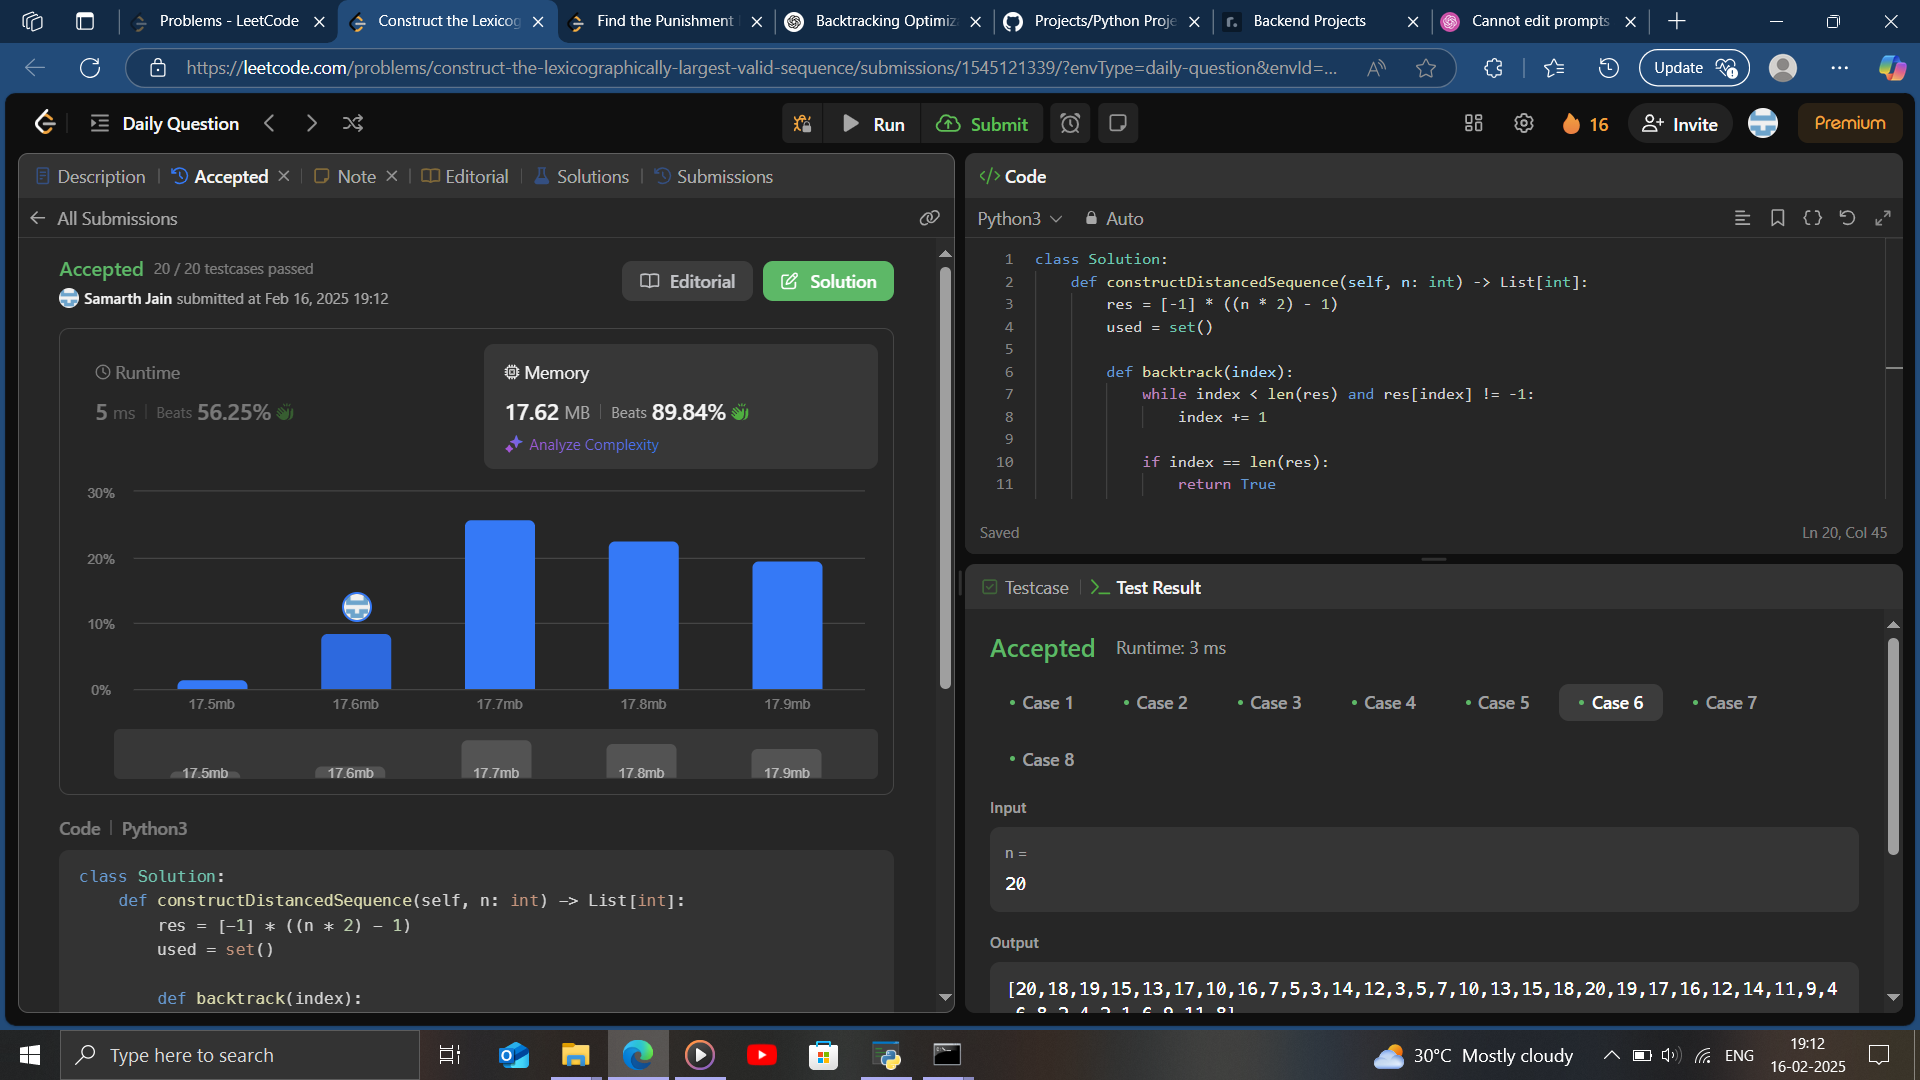 Problems - LeetCode
Construct the Lexicog
Find the Punishment
Backtracking Optimiz
Projects/Python Proje
Backend Projects
Cannot edit prompts
https://leetcode.com/problems/construct-the-lexicographically-largest-valid-sequence/submissions/1545121339/?envType=daily-question&envId=...
Update
Daily Question
Run
Submit
16
Invite
Premium
Description
Accepted
Note
Editorial
Solutions
Submissions
All Submissions
Accepted 20 / 20 testcases passed
Samarth Jain submitted at Feb 16, 2025 19:12
Editorial
Solution
Runtime
5 ms Beats 56.25%
Memory
17.62 MB Beats 89.84%
Analyze Complexity
30%
20%
10%
0%
17.5mb 17.6mb 17.7mb 17.8mb 17.9mb
17.5mb 17.6mb 17.7mb 17.8mb 17.9mb
Code | Python3
class Solution:
    def constructDistancedSequence(self, n: int) -> List[int]:
        res = [-1] * ((n * 2) - 1)
        used = set()
        def backtrack(index):
</> Code
Python3
Auto
1 class Solution:
2     def constructDistancedSequence(self, n: int) -> List[int]:
3         res = [-1] * ((n * 2) - 1)
4         used = set()
5
6         def backtrack(index):
7             while index < len(res) and res[index] != -1:
8                 index += 1
9
10             if index == len(res):
11                 return True
Saved
Ln 20, Col 45
Testcase
>_ Test Result
Accepted Runtime: 3 ms
Case 1
Case 2
Case 3
Case 4
Case 5
Case 6
Case 7
Case 8
Input
n =
20
Output
[20,18,19,15,13,17,10,16,7,5,3,14,12,3,5,7,10,13,15,18,20,19,17,16,12,14,11,9,4
,6,8,2,4,2,1,6,9,11,8]
Type here to search
30°C Mostly cloudy
ENG
19:12
16-02-2025